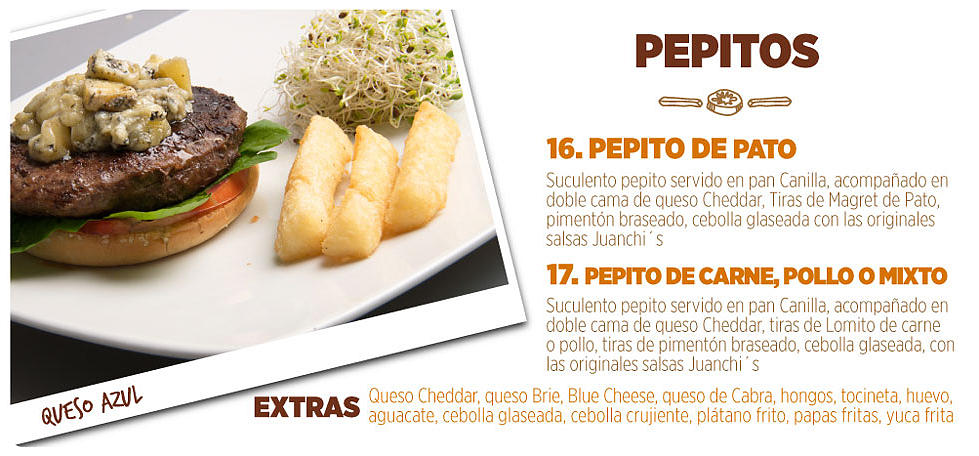 PEPITOS
16. PEPITO DE PATO
Suculento pepito servido en pan Canilla, acompañado en
doble cama de queso Cheddar, Tiras de Magret de Pato,
pimentón braseado, cebolla glaseada con las originales
salsas Juanchi´s
17. PEPITO DE CARNE, POLLO O MIXTO
Suculento pepito servido en pan Canilla, acompañado en
doble cama de queso Cheddar, tiras de Lomito de carne
o pollo, tiras de pimentón braseado, cebolla glaseada, con
las originales salsas Juanchi´s
QUESO AZUL
EXTRAS
Queso Cheddar, queso Brie, Blue Cheese, queso de Cabra, hongos, tocineta, huevo,
aguacate, cebolla glaseada, cebolla crujiente, plátano frito, papas fritas, yuca frita